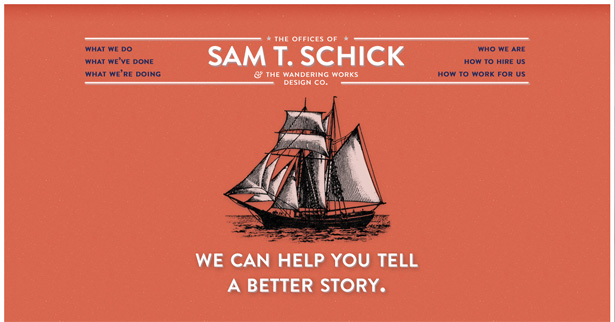 ★ THE OFFICES OF ★
SAM T. SCHICK
& THE WANDERING WORKS
DESIGN CO.
WHAT WE DO
WHAT WE'VE DONE
WHAT WE'RE DOING
WHO WE ARE
HOW TO HIRE US
HOW TO WORK FOR US
WE CAN HELP YOU TELL
A BETTER STORY.